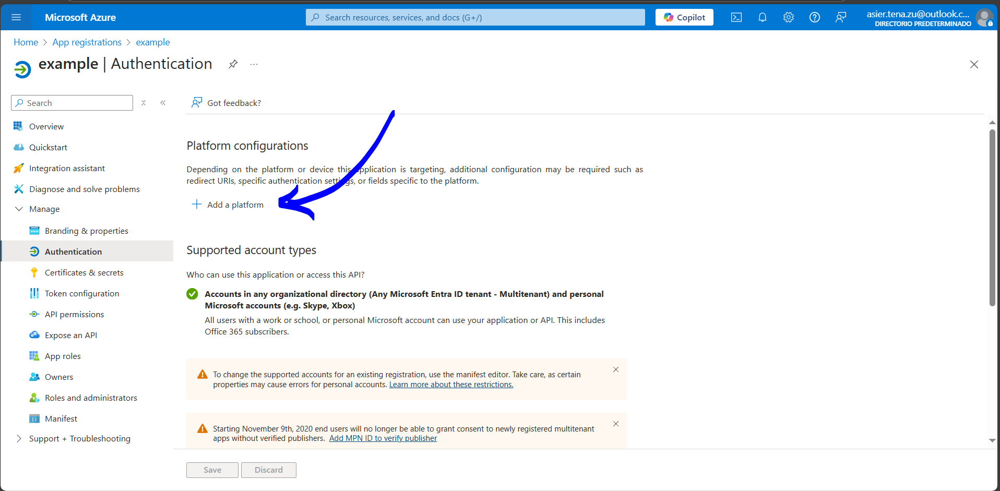 Microsoft Azure
Search resources, services, and docs (G+/)
Copilot
asier.tena.zu@outlook.c...
DIRECTORIO PREDETERMINADO
Home > App registrations > example
example | Authentication
Search
Got feedback?
Overview
Quickstart
Integration assistant
Diagnose and solve problems
Manage
Branding & properties
Authentication
Certificates & secrets
Token configuration
API permissions
Expose an API
App roles
Owners
Roles and administrators
Manifest
Support + Troubleshooting
Platform configurations
Depending on the platform or device this application is targeting, additional configuration may be required such as
redirect URIs, specific authentication settings, or fields specific to the platform.
Add a platform
Supported account types
Who can use this application or access this API?
Accounts in any organizational directory (Any Microsoft Entra ID tenant - Multitenant) and personal
Microsoft accounts (e.g. Skype, Xbox)
All users with a work or school, or personal Microsoft account can use your application or API. This includes
Office 365 subscribers.
To change the supported accounts for an existing registration, use the manifest editor. Take care, as certain
properties may cause errors for personal accounts. Learn more about these restrictions.
Starting November 9th, 2020 end users will no longer be able to grant consent to newly registered multitenant
apps without verified publishers. Add MPN ID to verify publisher
Save
Discard